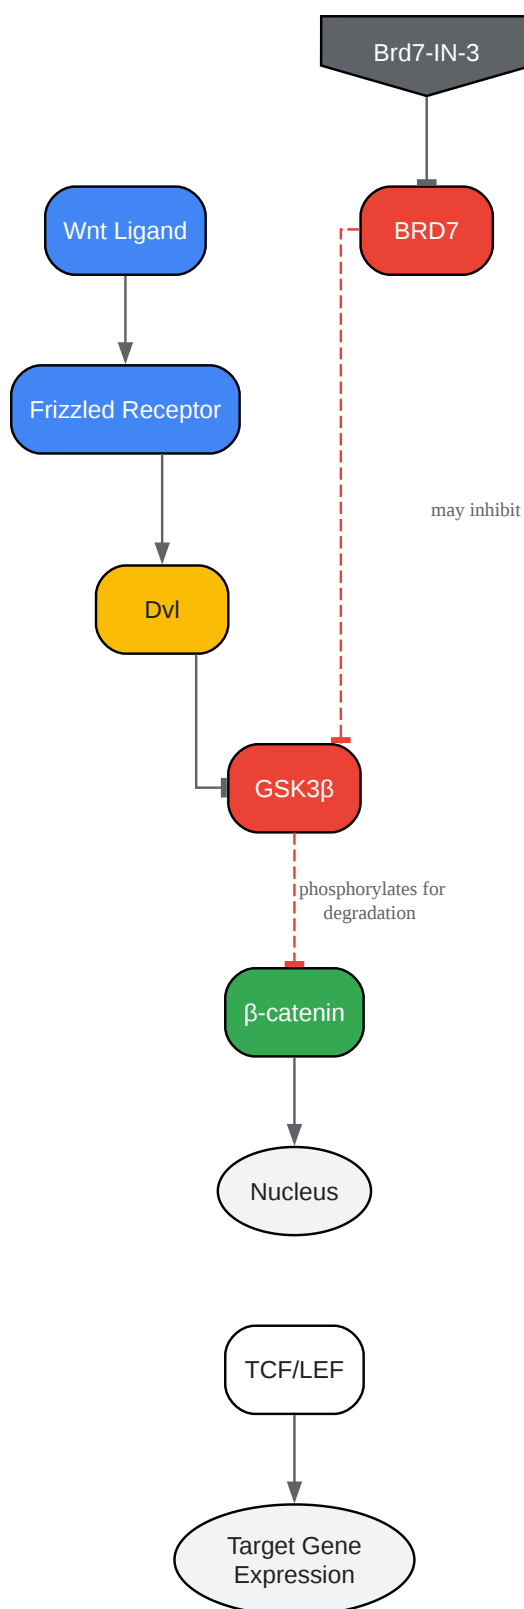 Brd7-IN-3
Wnt Ligand
BRD7
Frizzled Receptor
may inhibit
Dvl
GSK3β
phosphorylates for
degradation
β-catenin
Nucleus
TCF/LEF
Target Gene
Expression